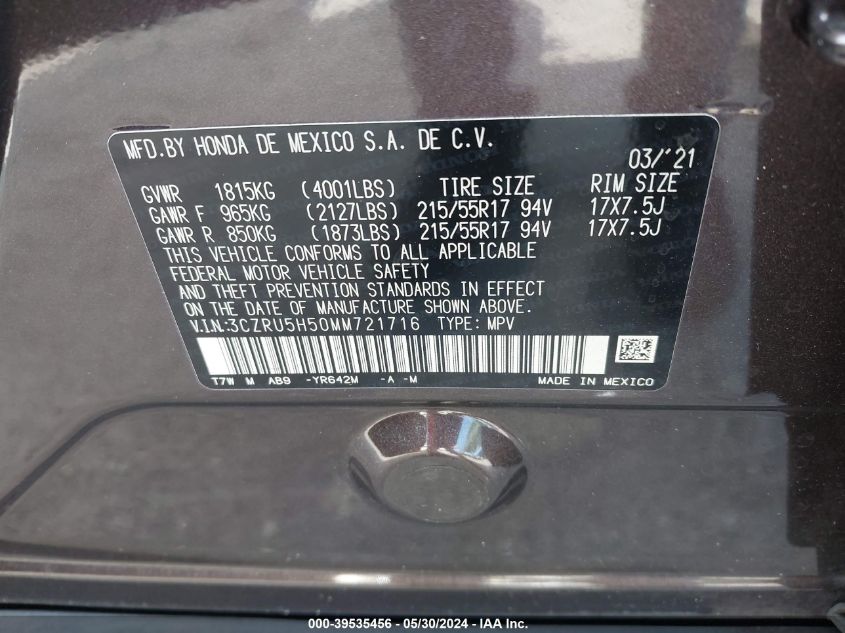 MFD.BY HONDA DE MEXICO S.A. DE C.V.
03/'21
GVWR 1815KG (4001LBS) TIRE SIZE RIM SIZE
GAWR F 965KG (2127LBS) 215/55R17 94V 17X7.5J
GAWR R 850KG (1873LBS) 215/55R17 94V 17X7.5J
THIS VEHICLE CONFORMS TO ALL APPLICABLE
FEDERAL MOTOR VEHICLE SAFETY
AND THEFT PREVENTION STANDARDS IN EFFECT
ON THE DATE OF MANUFACTURE SHOWN ABOVE.
V.I.N:3CZRU5H50MM721716 TYPE: MPV
T7W M AB9 -YR642M -A -M MADE IN MEXICO
000-39535456 - 05/30/2024 - IAA Inc.